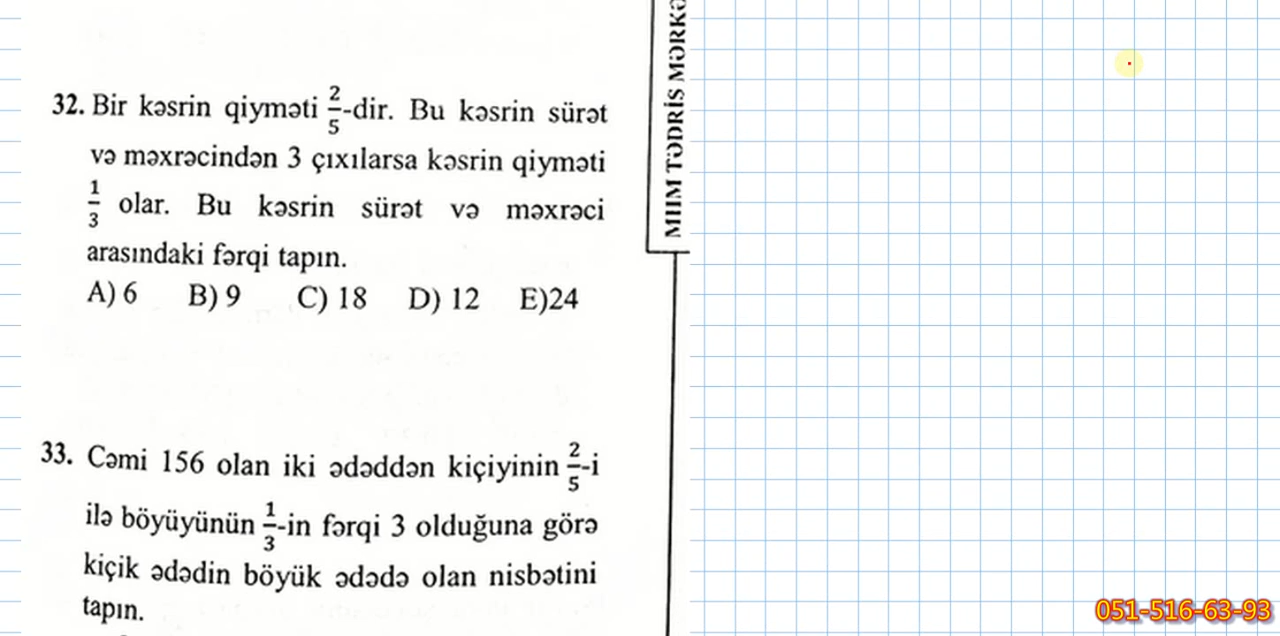 32. Bir kəsrin qiyməti 2/5-dir. Bu kəsrin sürət
və məxrəcindən 3 çıxılarsa kəsrin qiyməti
1/3 olar. Bu kəsrin sürət və məxrəci
arasındaki fərqi tapın.
A) 6 B) 9 C) 18 D) 12 E)24
33. Cəmi 156 olan iki ədəddən kiçiyinin 2/5-i
ilə böyüyünün 1/3-in fərqi 3 olduğuna görə
kiçik ədədin böyük ədədə olan nisbətini
tapın.
MHM TƏDRİS MƏRKƏ
051-516-63-93